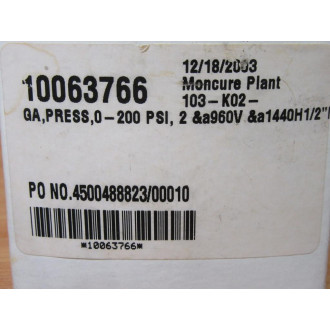 12/18/2003
10063766 Moncure Plant
103-K02-
GA,PRESS,0-200 PSI, 2 &a960V &a1440H1/2"
PO NO.4500488823/00010
*10063766*